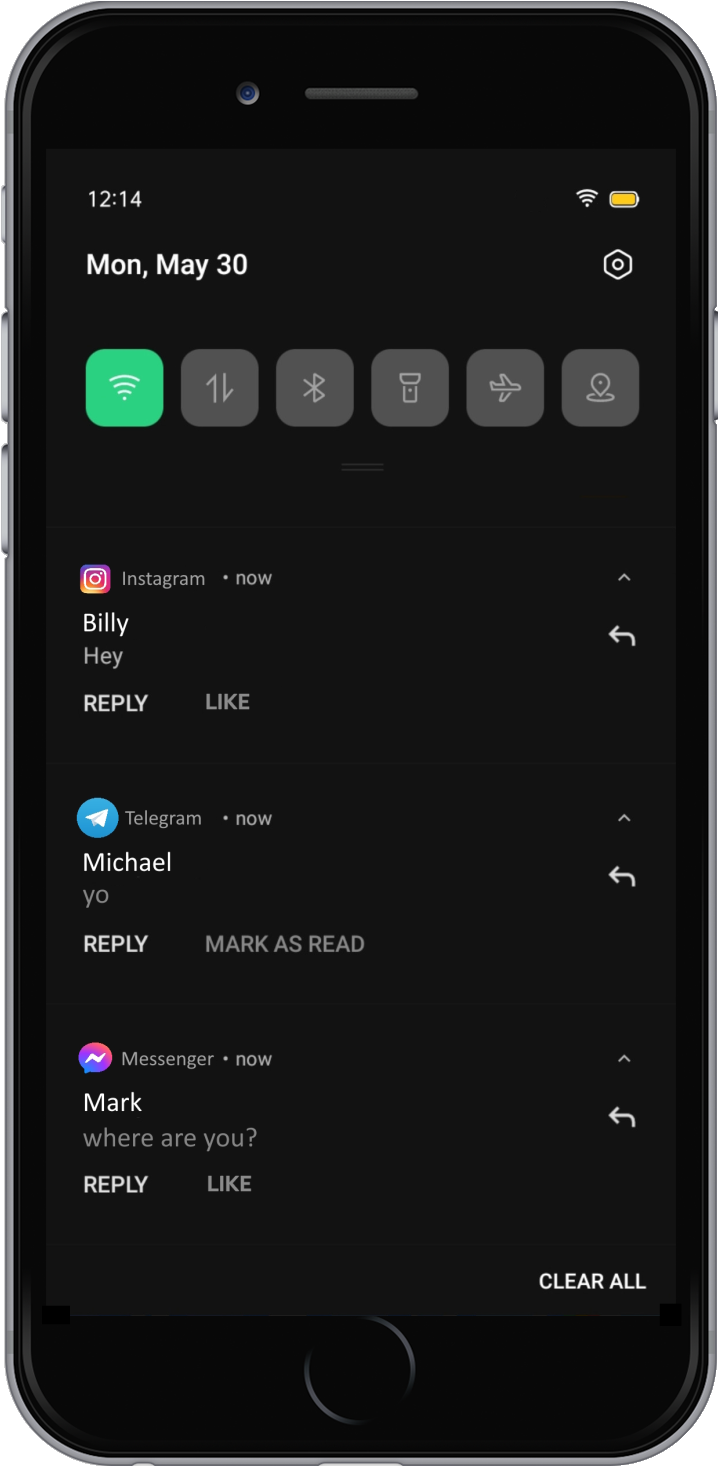 12:14
Mon, May 30
Instagram • now
Billy
Hey
REPLY LIKE
Telegram • now
Michael
yo
REPLY MARK AS READ
Messenger • now
Mark
where are you?
REPLY LIKE
CLEAR ALL